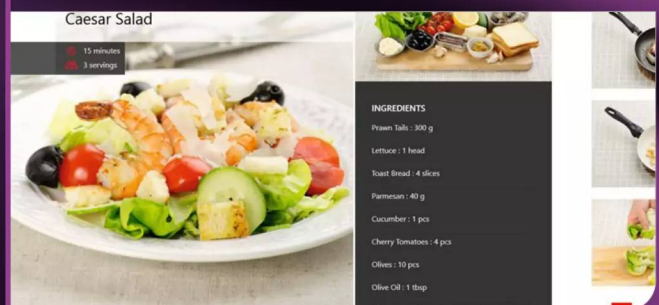 Caesar Salad
15 minutes
3 servings
INGREDIENTS
Prawn Tails : 300 g
Lettuce : 1 head
Toast Bread : 4 slices
Parmesan : 40 g
Cucumber : 1 pcs
Cherry Tomatoes : 4 pcs
Olives : 10 pcs
Olive Oil : 1 tbsp